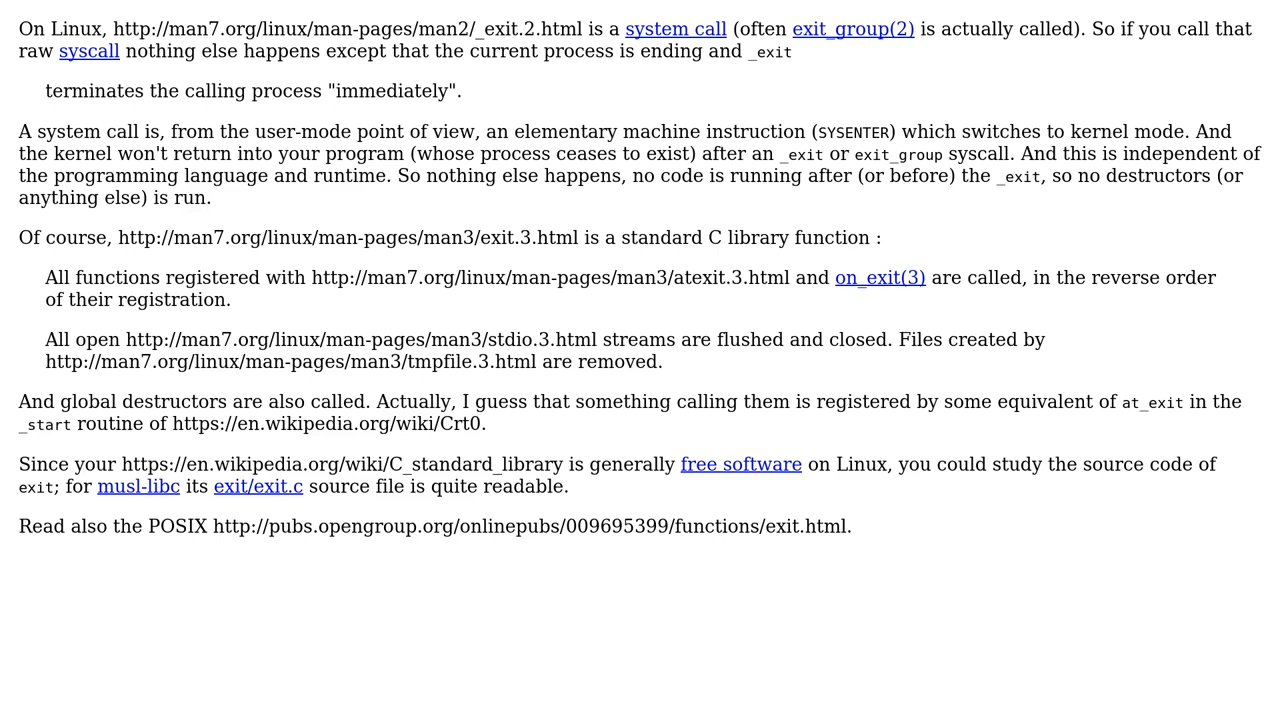 On Linux, http://man7.org/linux/man-pages/man2/_exit.2.html is a system call (often exit_group(2) is actually called). So if you call that
raw syscall nothing else happens except that the current process is ending and _exit
terminates the calling process "immediately".
A system call is, from the user-mode point of view, an elementary machine instruction (SYSENTER) which switches to kernel mode. And
the kernel won't return into your program (whose process ceases to exist) after an _exit or exit_group syscall. And this is independent of
the programming language and runtime. So nothing else happens, no code is running after (or before) the _exit, so no destructors (or
anything else) is run.
Of course, http://man7.org/linux/man-pages/man3/exit.3.html is a standard C library function :
All functions registered with http://man7.org/linux/man-pages/man3/atexit.3.html and on_exit(3) are called, in the reverse order
of their registration.
All open http://man7.org/linux/man-pages/man3/stdio.3.html streams are flushed and closed. Files created by
http://man7.org/linux/man-pages/man3/tmpfile.3.html are removed.
And global destructors are also called. Actually, I guess that something calling them is registered by some equivalent of at_exit in the
_start routine of https://en.wikipedia.org/wiki/Crt0.
Since your https://en.wikipedia.org/wiki/C_standard_library is generally free software on Linux, you could study the source code of
exit; for musl-libc its exit/exit.c source file is quite readable.
Read also the POSIX http://pubs.opengroup.org/onlinepubs/009695399/functions/exit.html.